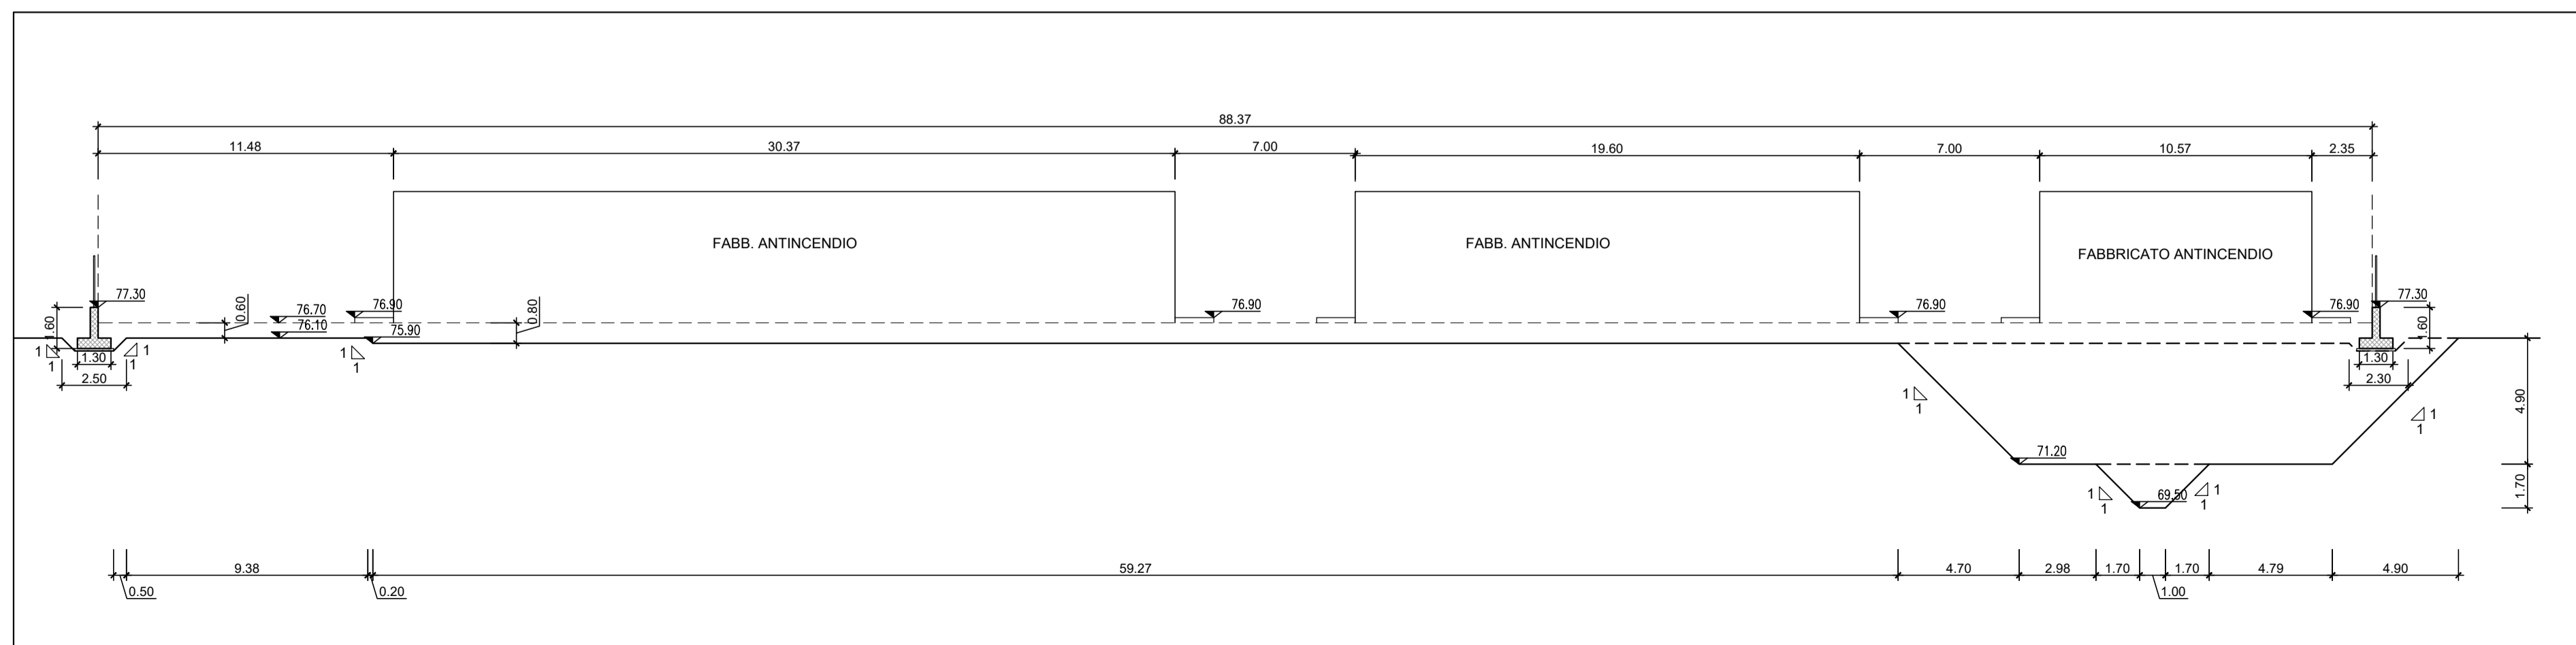 88.37
11.48 30.37 7.00 19.60 7.00 10.57 2.35
FABB. ANTINCENDIO FABB. ANTINCENDIO FABBRICATO ANTINCENDIO
77.30 76.90 76.90 76.90 76.90 77.30
0.60 76.70 0.80
1.60 76.10 75.90 1.60
1 1 1 1 1 1
1.30 1.30
2.50 2.30
1 1 1 1
4.90
71.20
1 1 69.50 1 1 1.70
9.38 59.27 4.70 2.98 1.70 1.70 4.79 4.90
0.50 0.20 1.00